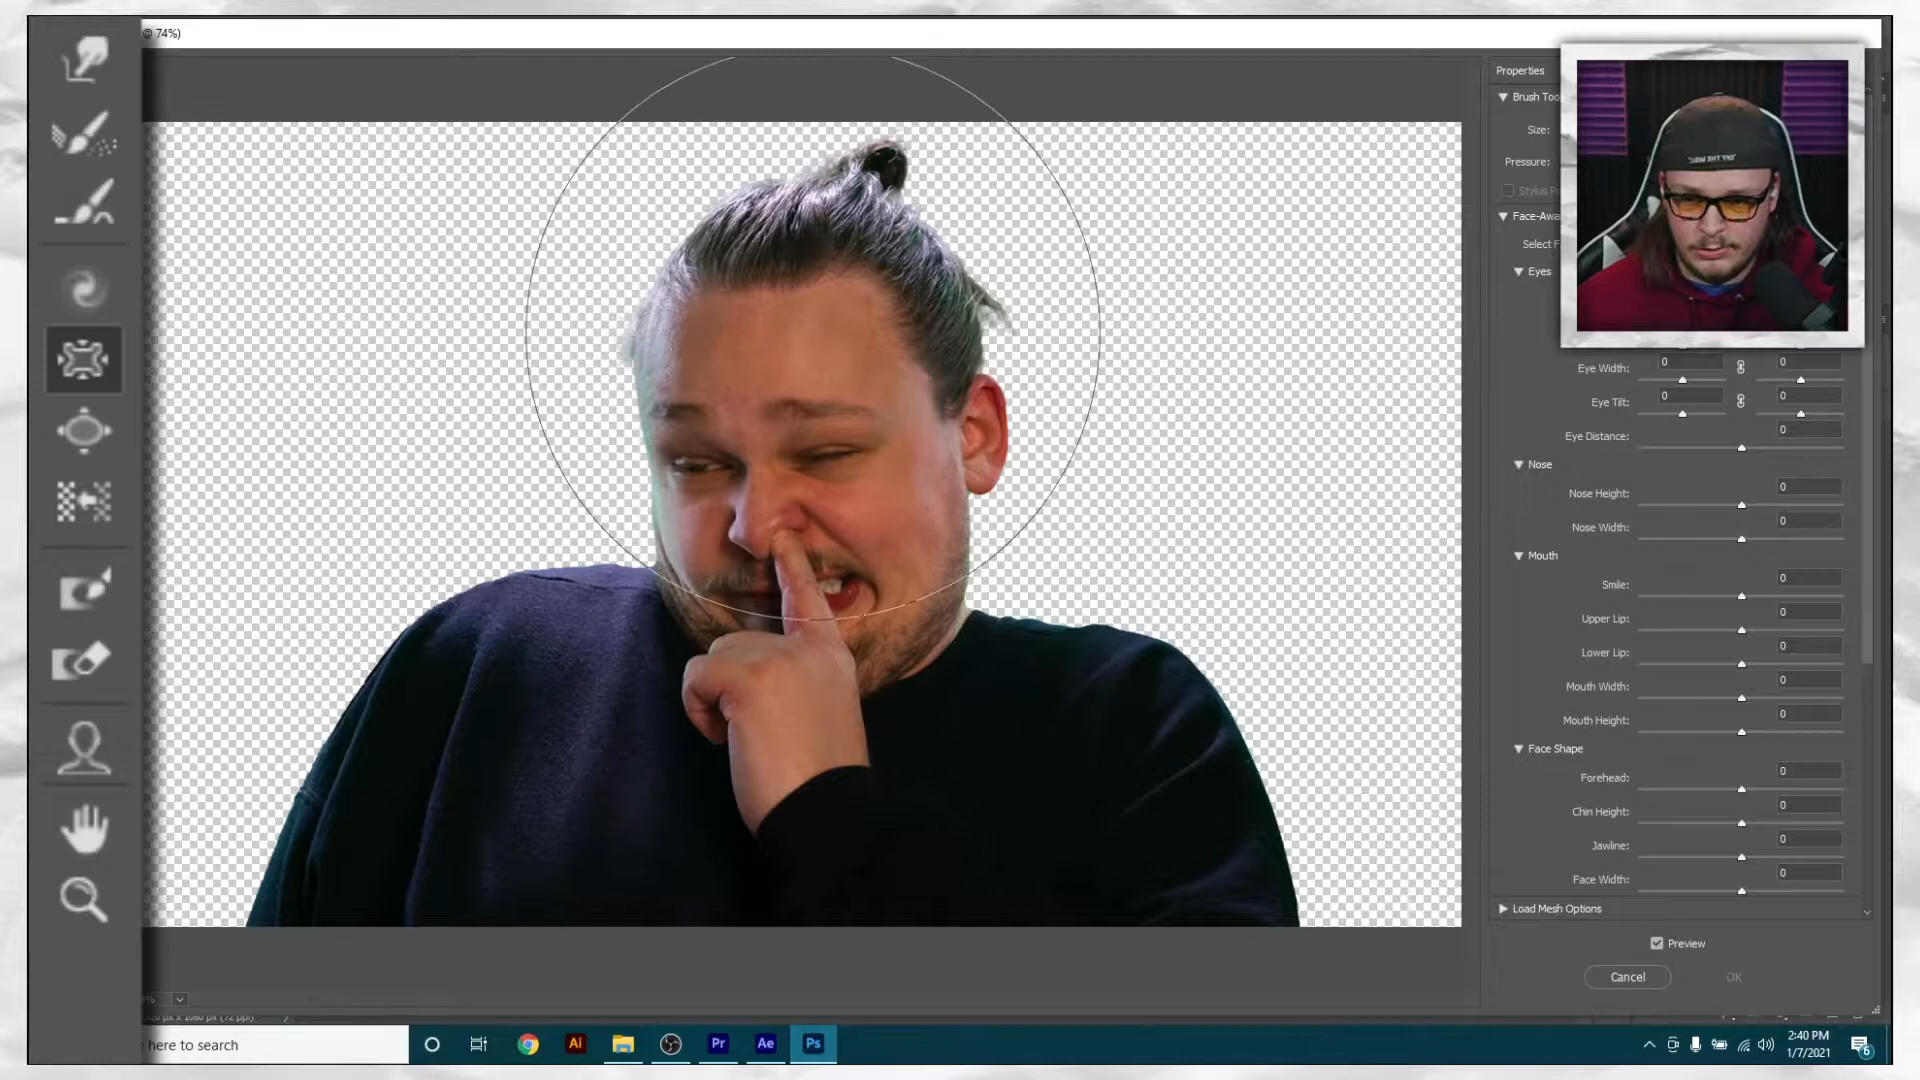 @ 74%)
Properties
Brush Too
Size:
Pressure:
Stylus P
Face-Awa
Select F
Eyes
Eye Width: 0 0
Eye Tilt: 0 0
Eye Distance: 0
Nose
Nose Height: 0
Nose Width: 0
Mouth
Smile: 0
Upper Lip: 0
Lower Lip: 0
Mouth Width: 0
Mouth Height: 0
Face Shape
Forehead: 0
Chin Height: 0
Jawline: 0
Face Width: 0
Load Mesh Options
Preview
Cancel OK
here to search
Ai Pr Ae Ps
2:40 PM
1/7/2021
6